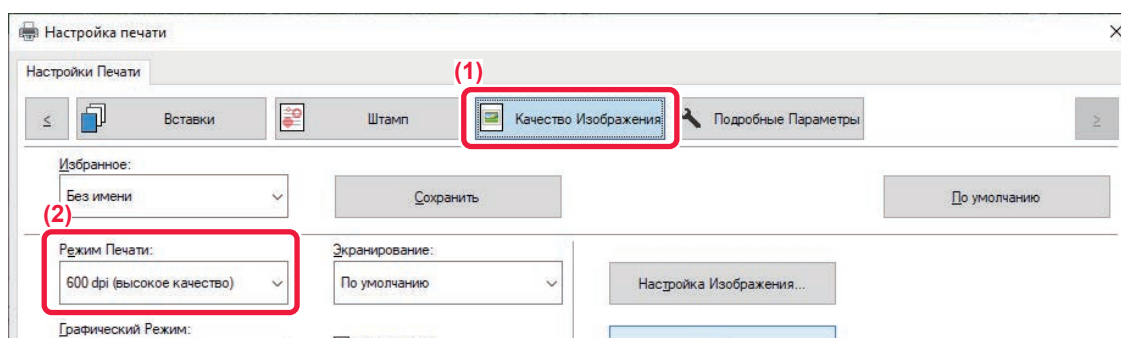 Настройка печати
Настройки Печати
(1)
≤ Вставки Штамп Качество Изображения Подробные Параметры ≥
Избранное:
Без имени Сохранить По умолчанию
(2)
Режим Печати: Экранирование:
600 dpi (высокое качество) По умолчанию Настройка Изображения...
Графический Режим: